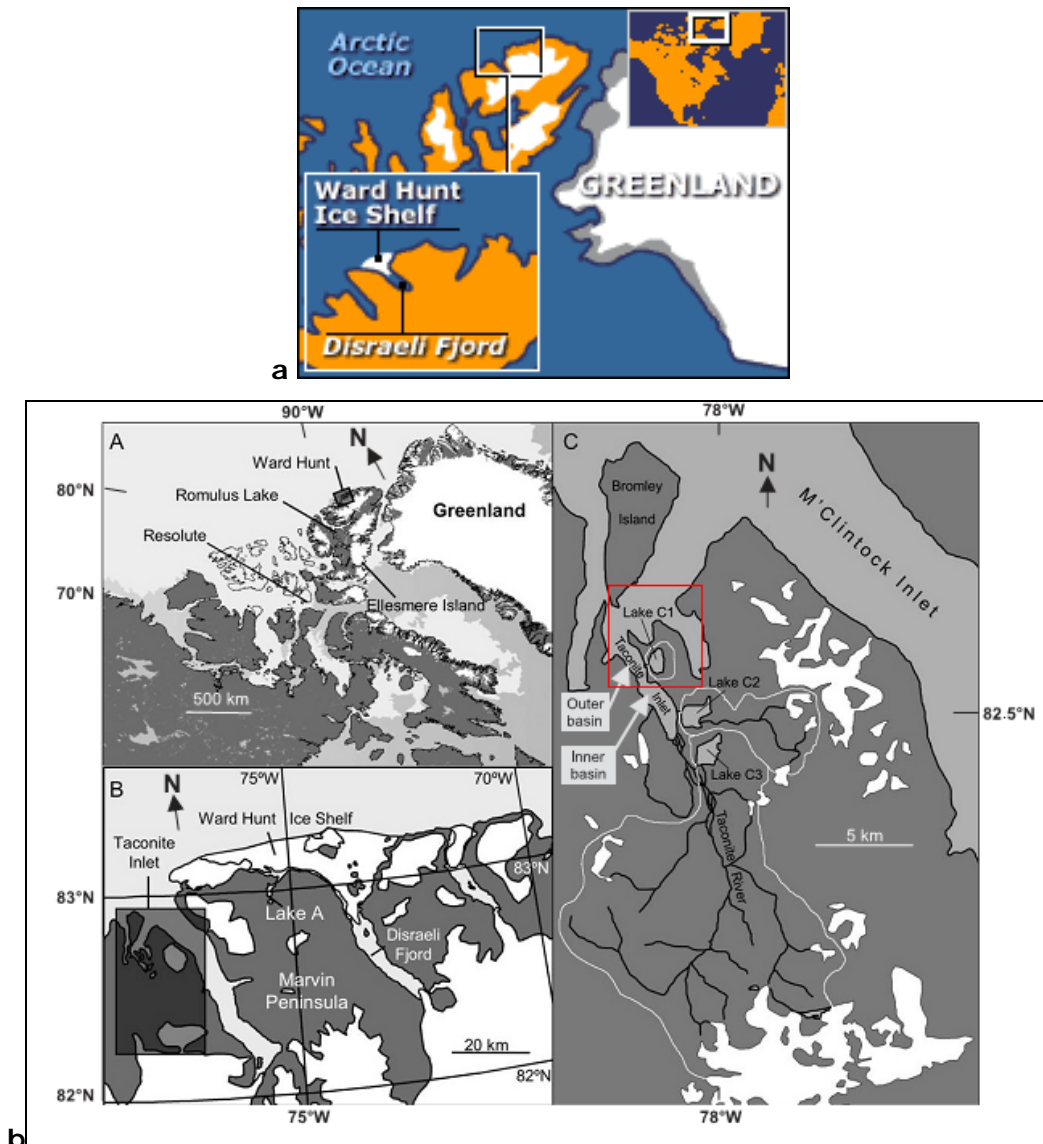 Arctic
Ocean
GREENLAND
Ward Hunt
Ice Shelf
Disraeli Fjord
a
90°W
A
N
80°N
Ward Hunt
Romulus Lake
Greenland
Resolute
70°N
Ellesmere Island
500 km
75°W
70°W
B
N
Ward Hunt Ice Shelf
Taconite
Inlet
83°N
83°N
Lake A
Disraeli
Fjord
Marvin
Peninsula
20 km
82°N
82°N
75°W
78°W
C
N
Bromley
Island
M'Clintock Inlet
Lake C1
Taconite
Inlet
Lake C2
Outer
basin
82.5°N
Inner
basin
Lake C3
Taconite
River
5 km
78°W
b